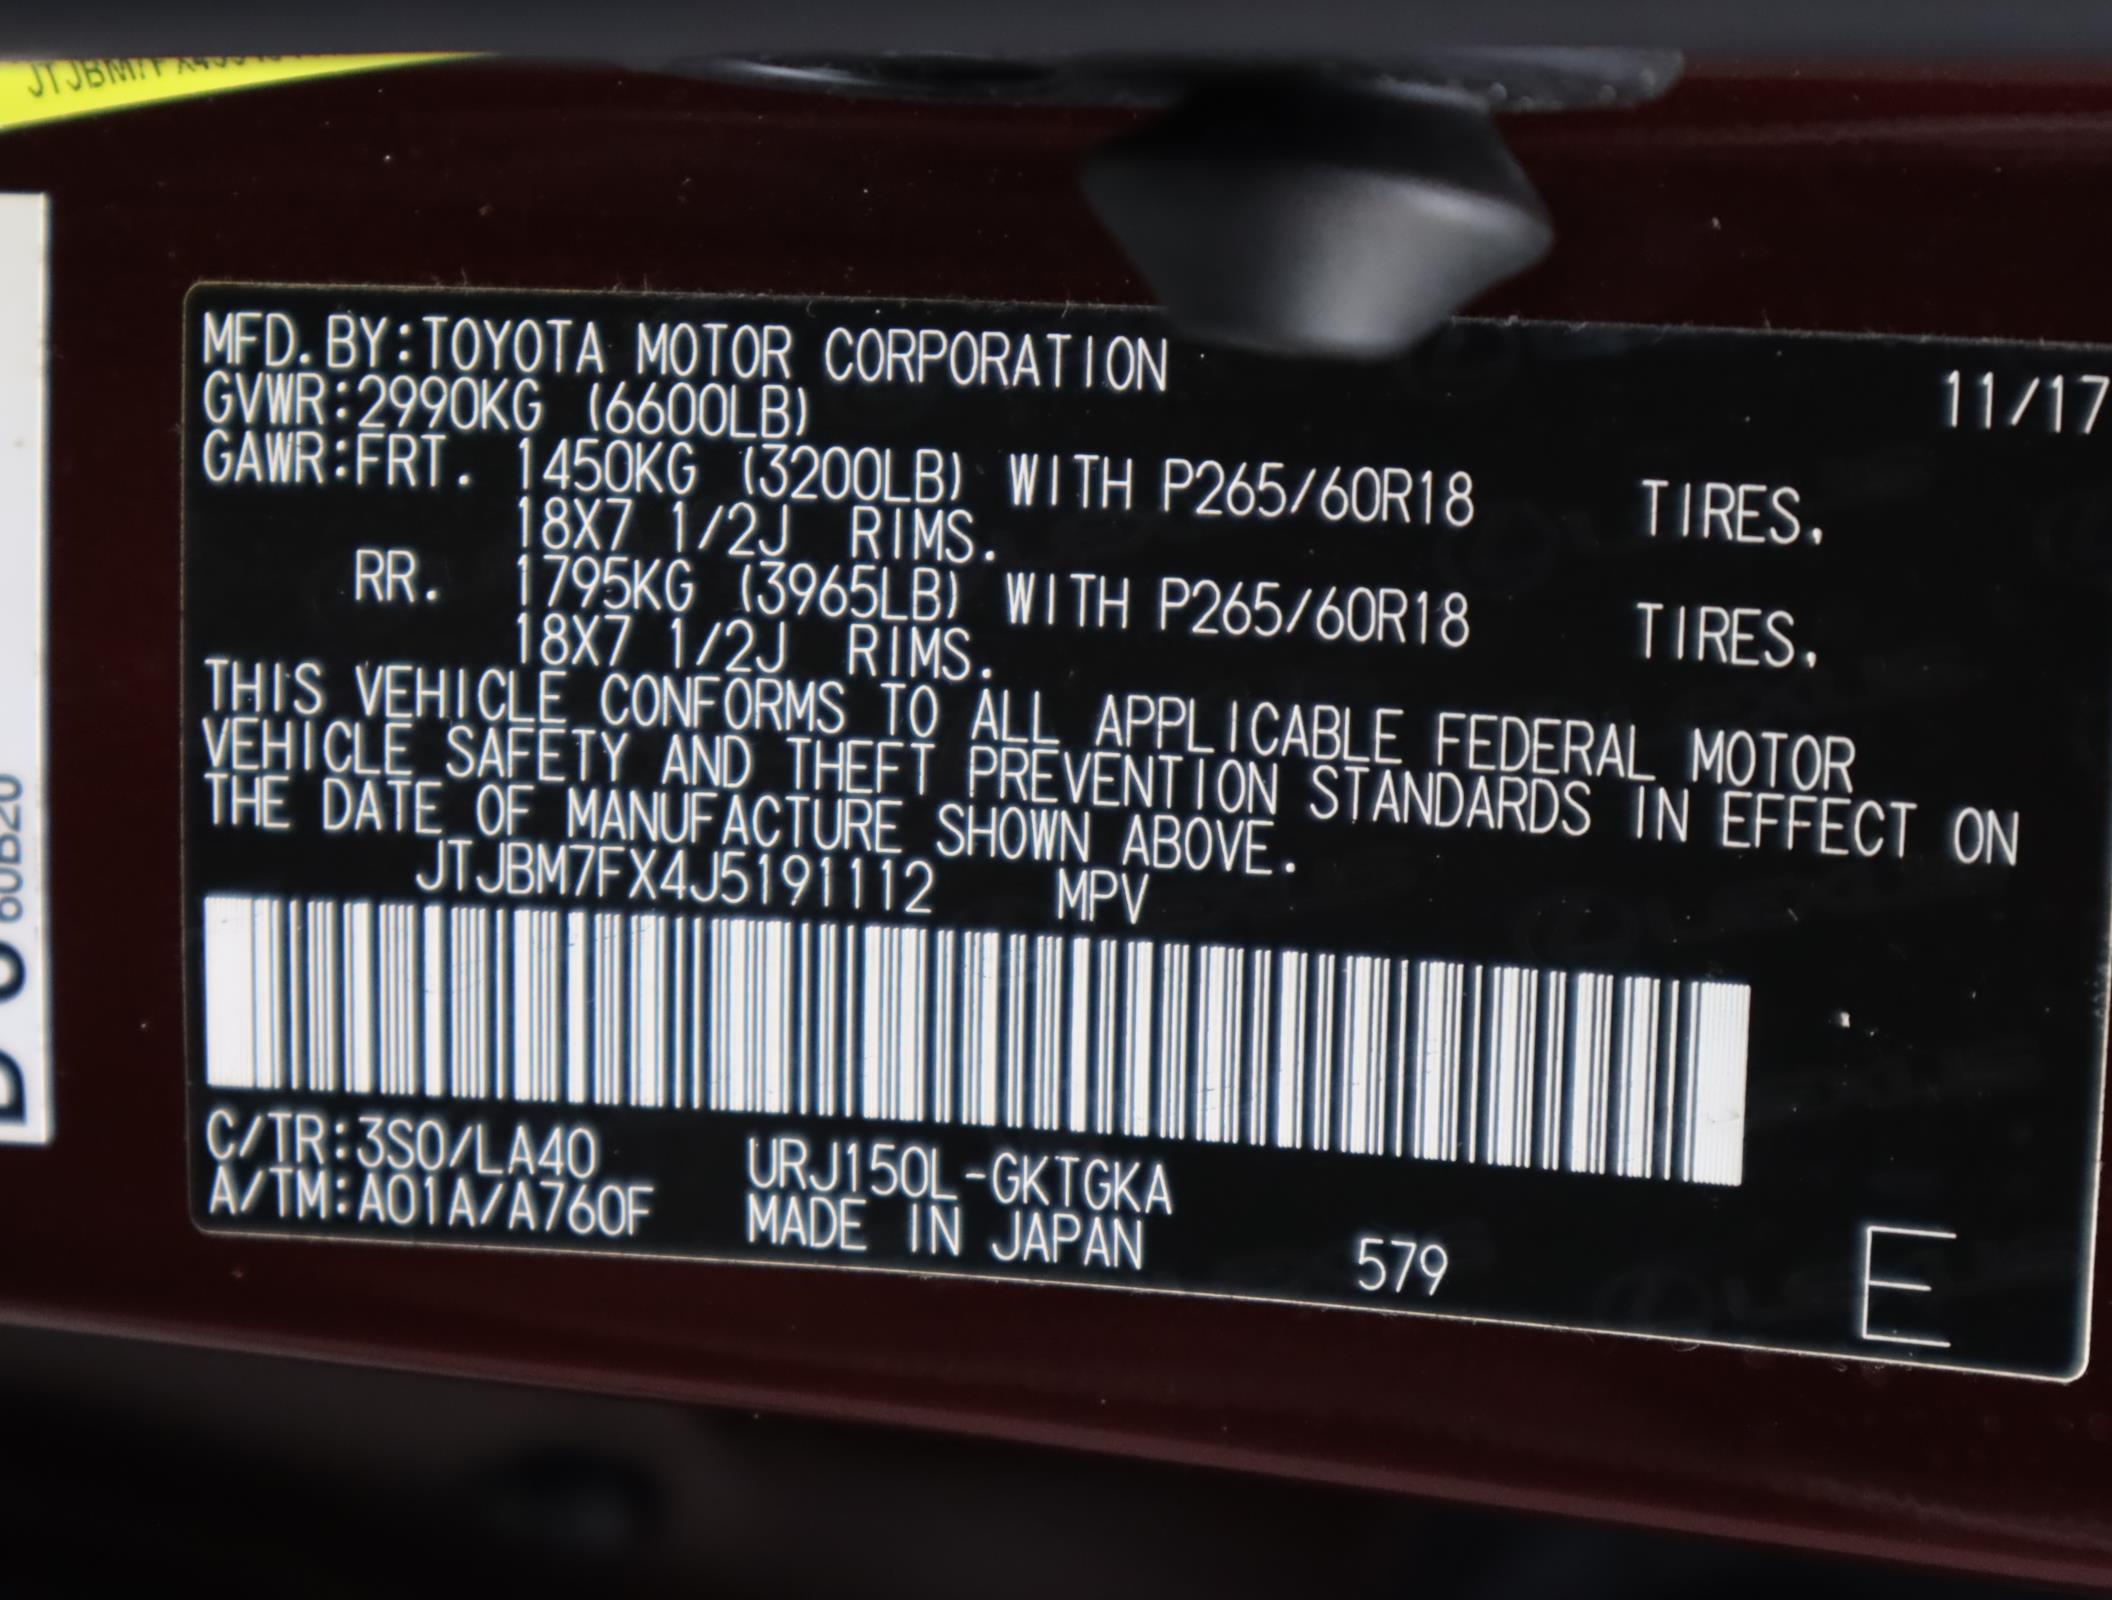 MFD.BY:TOYOTA MOTOR CORPORATION 11/17
GVWR:2990KG (6600LB)
GAWR:FRT. 1450KG (3200LB) WITH P265/60R18 TIRES,
18X7 1/2J RIMS.
RR. 1795KG (3965LB) WITH P265/60R18 TIRES,
18X7 1/2J RIMS.
THIS VEHICLE CONFORMS TO ALL APPLICABLE FEDERAL MOTOR
VEHICLE SAFETY AND THEFT PREVENTION STANDARDS IN EFFECT ON
THE DATE OF MANUFACTURE SHOWN ABOVE.
JTJBM7FX4J5191112 MPV
C/TR:3S0/LA40 URJ150L-GKTGKA
A/TM:A01A/A760F MADE IN JAPAN 579 E
60B20